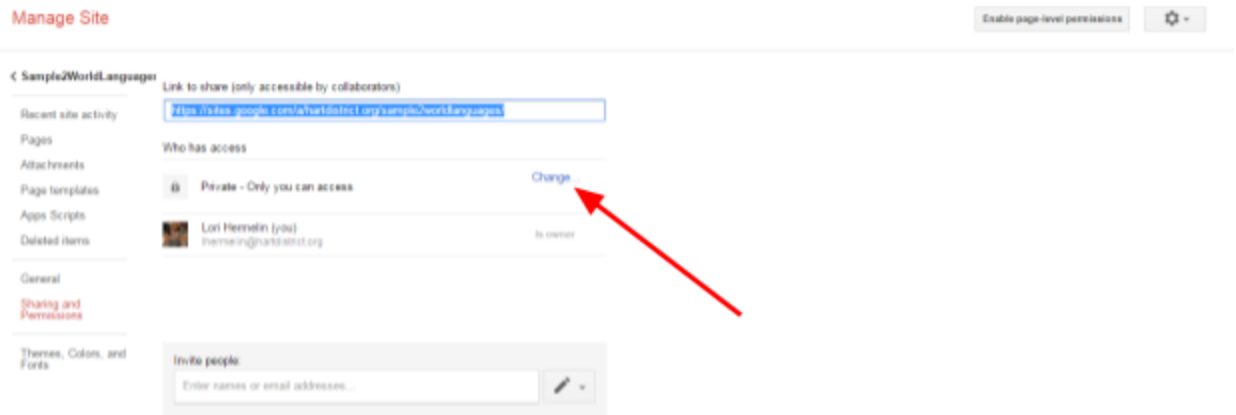 Manage Site
Enable page-level permissions
Sample2WorldLanguages
Link to share (only accessible by collaborators)
https://sites.google.com/a/hartdistrict.org/sample2worldlanguages/
Recent site activity
Pages
Attachments
Page templates
Apps Scripts
Deleted items
General
Sharing and
Permissions
Themes, Colors, and
Fonts
Who has access
Private - Only you can access
Change...
Lori Hermelin (you)
lhermelin@hartdistrict.org
Is owner
Invite people:
Enter names or email addresses...